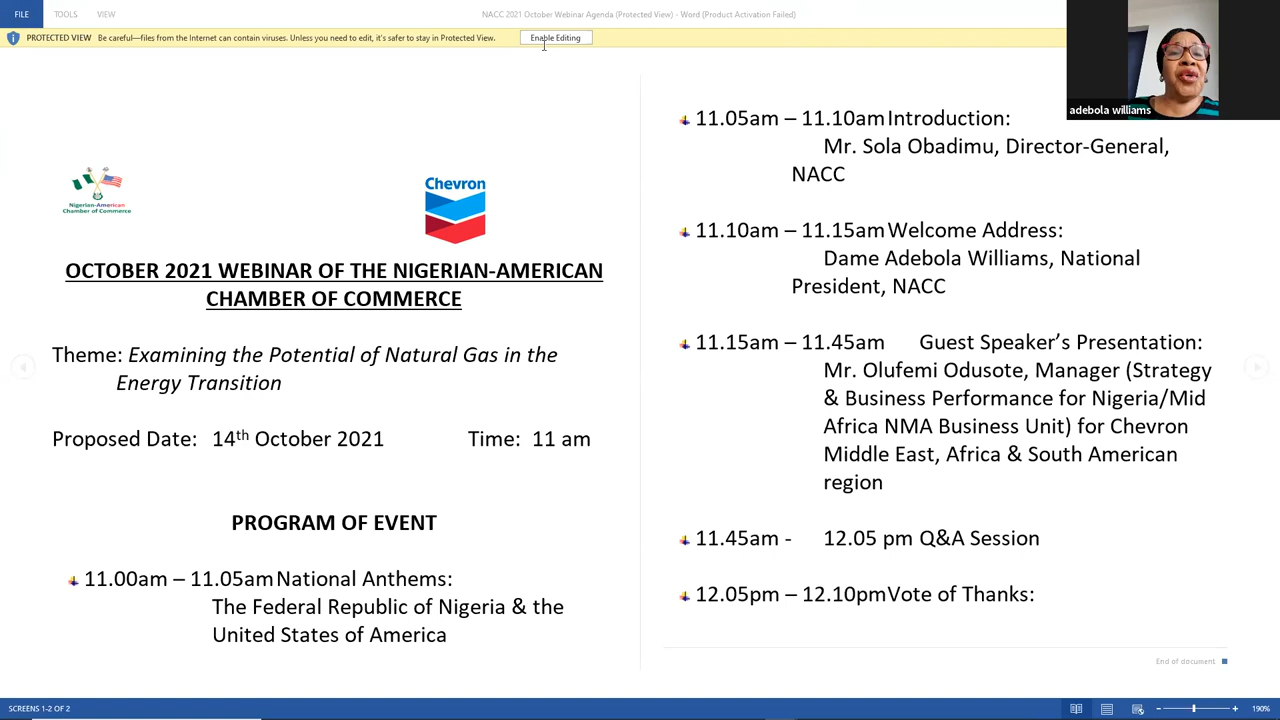 FILE TOOLS VIEW
NACC 2021 October Webinar Agenda (Protected View) - Word (Product Activation Failed)
PROTECTED VIEW Be careful—files from the Internet can contain viruses. Unless you need to edit, it's safer to stay in Protected View. Enable Editing
adebola williams
Nigerian-American
Chamber of Commerce
Chevron
OCTOBER 2021 WEBINAR OF THE NIGERIAN-AMERICAN
CHAMBER OF COMMERCE
Theme: Examining the Potential of Natural Gas in the
Energy Transition
Proposed Date: 14th October 2021 Time: 11 am
PROGRAM OF EVENT
11.00am – 11.05am National Anthems:
The Federal Republic of Nigeria & the
United States of America
11.05am – 11.10am Introduction:
Mr. Sola Obadimu, Director-General,
NACC
11.10am – 11.15am Welcome Address:
Dame Adebola Williams, National
President, NACC
11.15am – 11.45am Guest Speaker’s Presentation:
Mr. Olufemi Odusote, Manager (Strategy
& Business Performance for Nigeria/Mid
Africa NMA Business Unit) for Chevron
Middle East, Africa & South American
region
11.45am - 12.05 pm Q&A Session
12.05pm – 12.10pm Vote of Thanks:
End of document
SCREENS 1-2 OF 2
190%